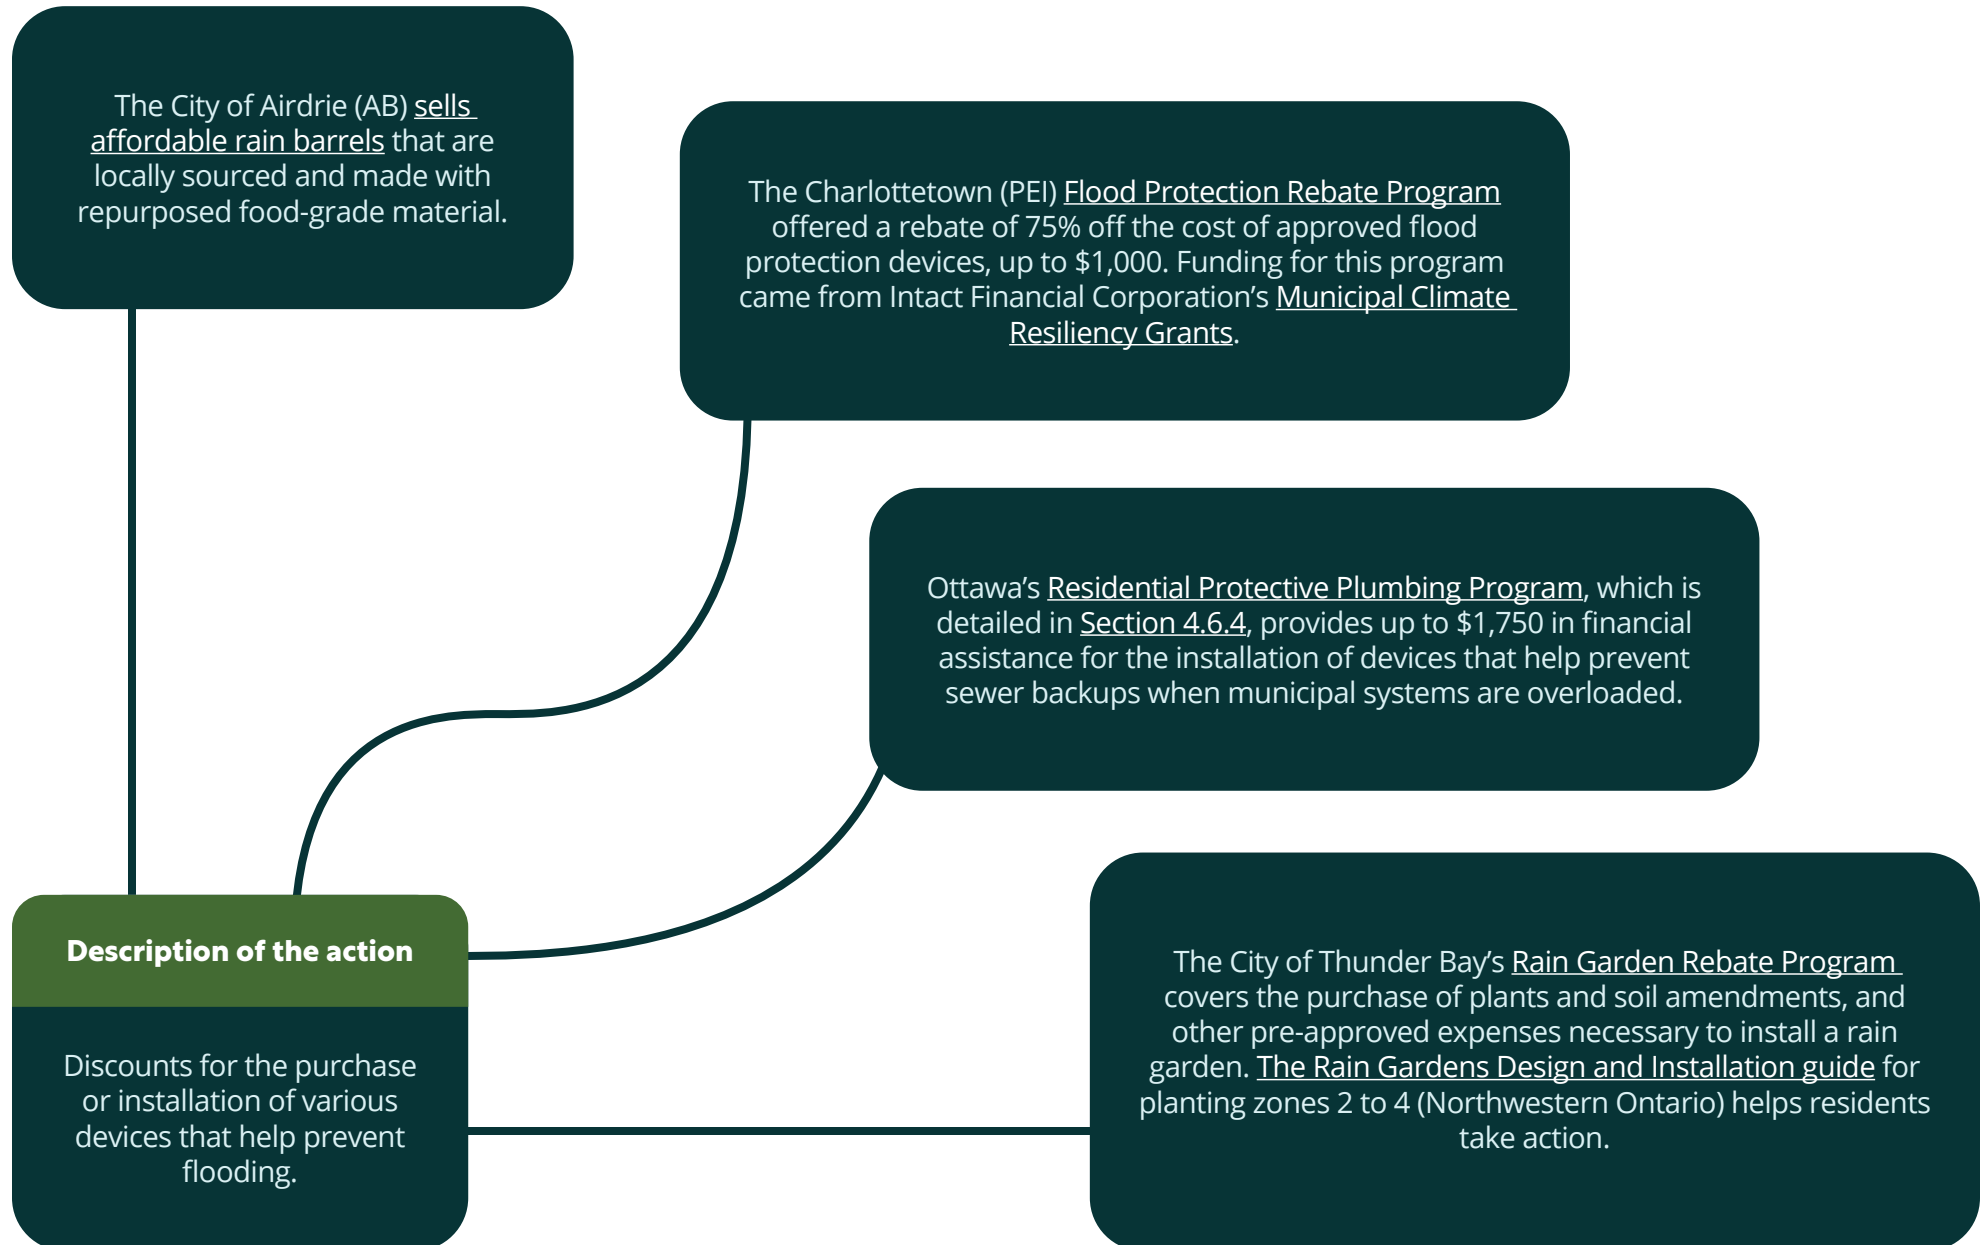 The City of Airdrie (AB) sells
affordable rain barrels that are
locally sourced and made with
repurposed food-grade material.
The Charlottetown (PEI) Flood Protection Rebate Program
offered a rebate of 75% off the cost of approved flood
protection devices, up to $1,000. Funding for this program
came from Intact Financial Corporation’s Municipal Climate
Resiliency Grants.
Ottawa’s Residential Protective Plumbing Program, which is
detailed in Section 4.6.4, provides up to $1,750 in financial
assistance for the installation of devices that help prevent
sewer backups when municipal systems are overloaded.
The City of Thunder Bay’s Rain Garden Rebate Program
covers the purchase of plants and soil amendments, and
other pre-approved expenses necessary to install a rain
garden. The Rain Gardens Design and Installation guide for
planting zones 2 to 4 (Northwestern Ontario) helps residents
take action.
Description of the action
Discounts for the purchase
or installation of various
devices that help prevent
flooding.